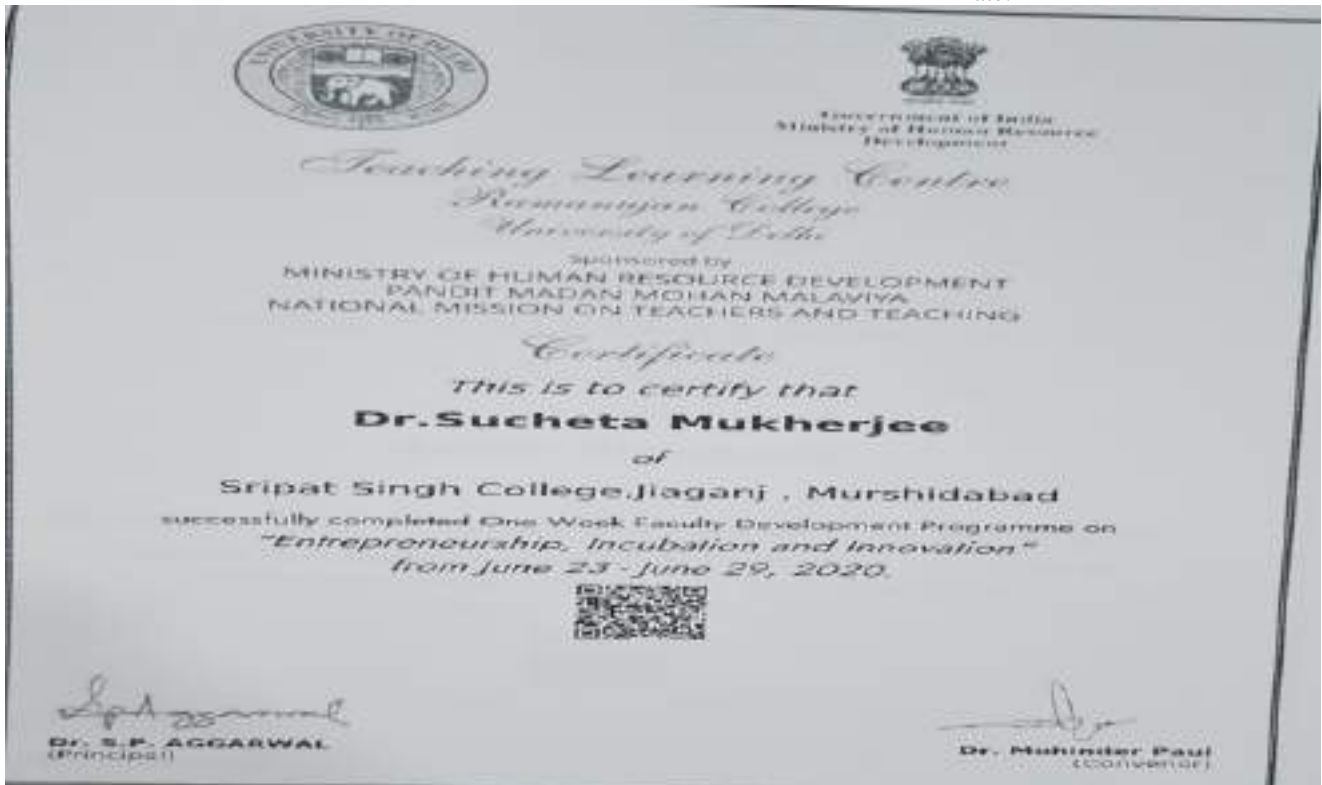 UNIVERSITY OF DELHI
Government of India
Ministry of Human Resource
Development
Teaching Learning Centre
Ramanujan College
University of Delhi
Sponsored by
MINISTRY OF HUMAN RESOURCE DEVELOPMENT
PANDIT MADAN MOHAN MALAVIYA
NATIONAL MISSION ON TEACHERS AND TEACHING
Certificate
This is to certify that
Dr.Sucheta Mukherjee
of
Sripat Singh College,Jiaganj , Murshidabad
successfully completed One Week Faculty Development Programme on
"Entrepreneurship, Incubation and Innovation"
from June 23 - June 29, 2020.
Dr. S.P. AGGARWAL
(Principal)
Dr. Mohinder Paul
(Convenor)